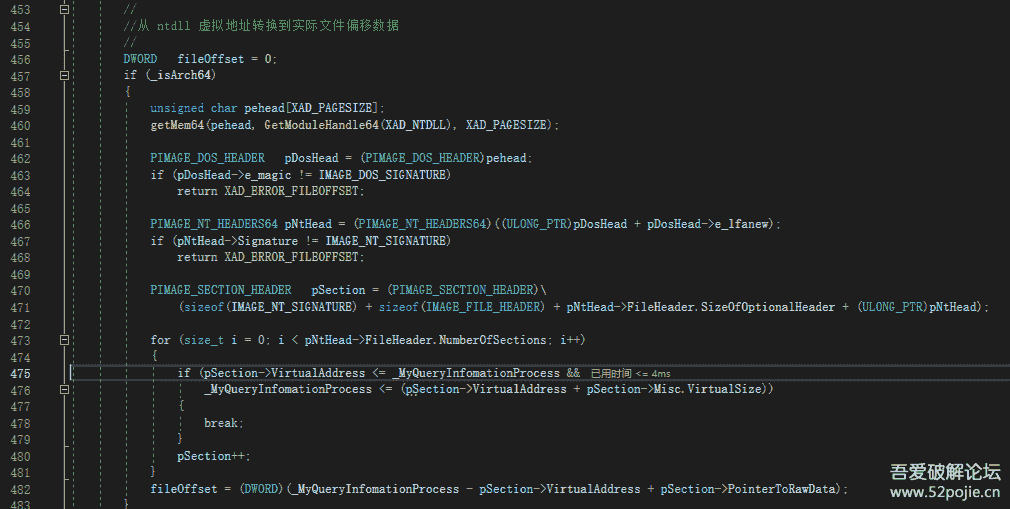 453 //
454 //从 ntdll 虚拟地址转换到实际文件偏移数据
455 //
456 DWORD fileOffset = 0;
457 if (_isArch64)
458 {
459 unsigned char pehead[XAD_PAGESIZE];
460 getMem64(pehead, GetModuleHandle64(XAD_NTDLL), XAD_PAGESIZE);
461
462 PIMAGE_DOS_HEADER pDosHead = (PIMAGE_DOS_HEADER)pehead;
463 if (pDosHead->e_magic != IMAGE_DOS_SIGNATURE)
464 return XAD_ERROR_FILEOFFSET;
465
466 PIMAGE_NT_HEADERS64 pNtHead = (PIMAGE_NT_HEADERS64)((ULONG_PTR)pDosHead + pDosHead->e_lfanew);
467 if (pNtHead->Signature != IMAGE_NT_SIGNATURE)
468 return XAD_ERROR_FILEOFFSET;
469
470 PIMAGE_SECTION_HEADER pSection = (PIMAGE_SECTION_HEADER)\
471 (sizeof(IMAGE_NT_SIGNATURE) + sizeof(IMAGE_FILE_HEADER) + pNtHead->FileHeader.SizeOfOptionalHeader + (ULONG_PTR)pNtHead);
472
473 for (size_t i = 0; i < pNtHead->FileHeader.NumberOfSections; i++)
474 {
475 if (pSection->VirtualAddress <= _MyQueryInfomationProcess && 已用时间 <= 4ms
476 _MyQueryInfomationProcess <= (pSection->VirtualAddress + pSection->Misc.VirtualSize))
477 {
478 break;
479 }
480 pSection++;
481 }
482 fileOffset = (DWORD)(_MyQueryInfomationProcess - pSection->VirtualAddress + pSection->PointerToRawData);
483 }
吾爱破解论坛
www.52pojie.cn